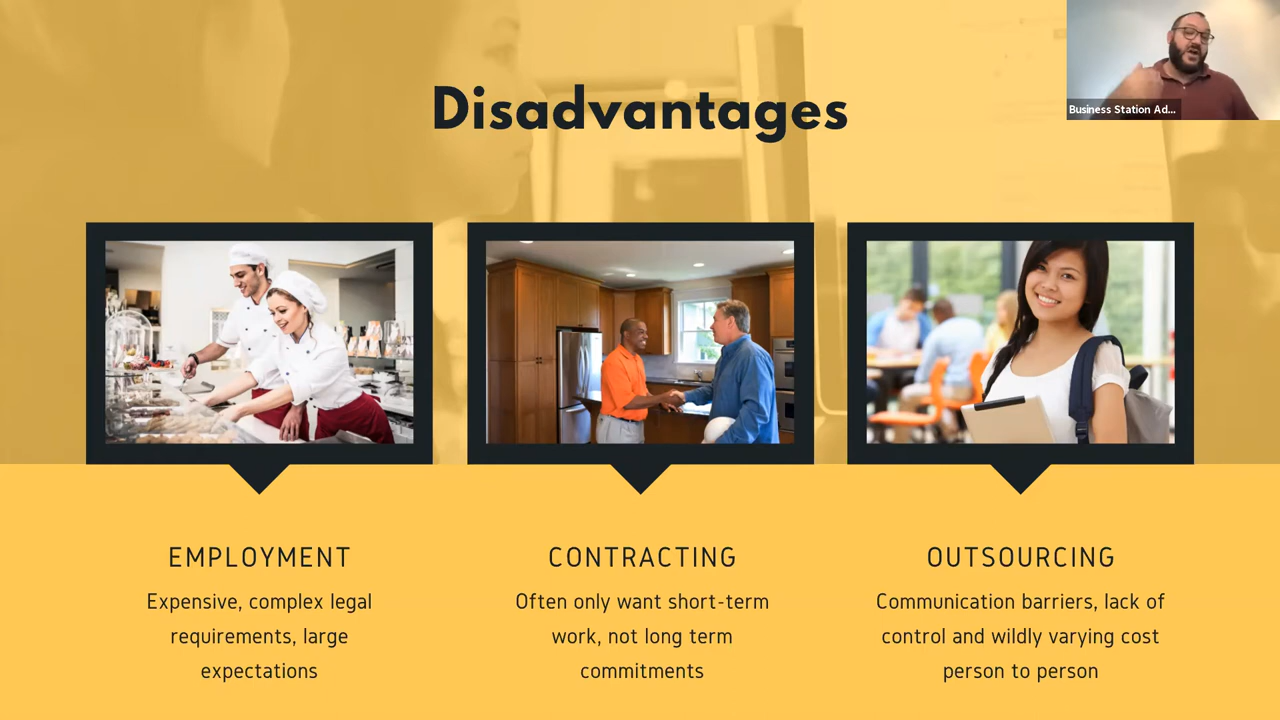 Disadvantages
Business Station Ad...
EMPLOYMENT
Expensive, complex legal
requirements, large
expectations
CONTRACTING
Often only want short-term
work, not long term
commitments
OUTSOURCING
Communication barriers, lack of
control and wildly varying cost
person to person